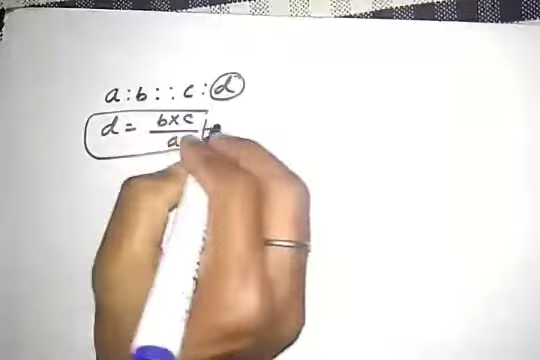 a : b : : c : d
d = b×c/a